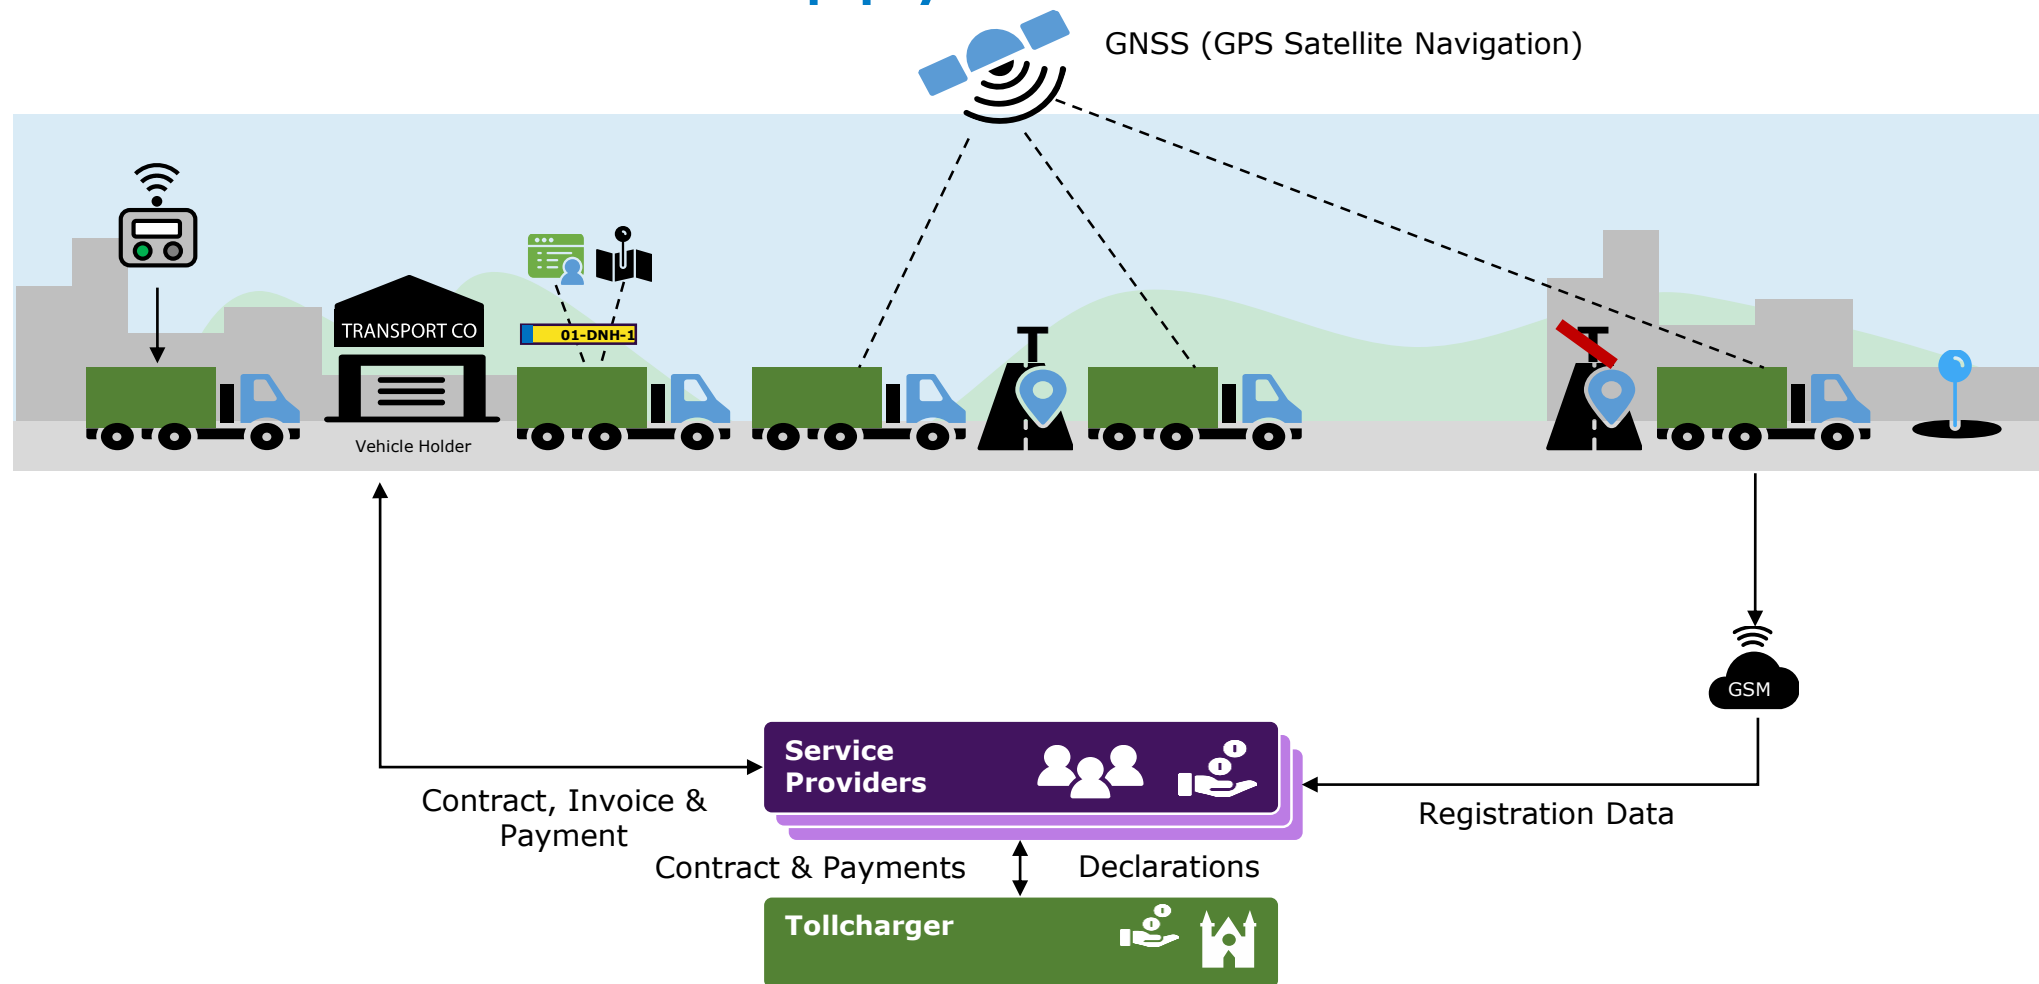 GNSS (GPS Satellite Navigation)
TRANSPORT CO
01-DNH-1
T
T
Vehicle Holder
GSM
Service
Providers
Contract, Invoice &
Payment
Registration Data
Contract & Payments
Declarations
Tollcharger